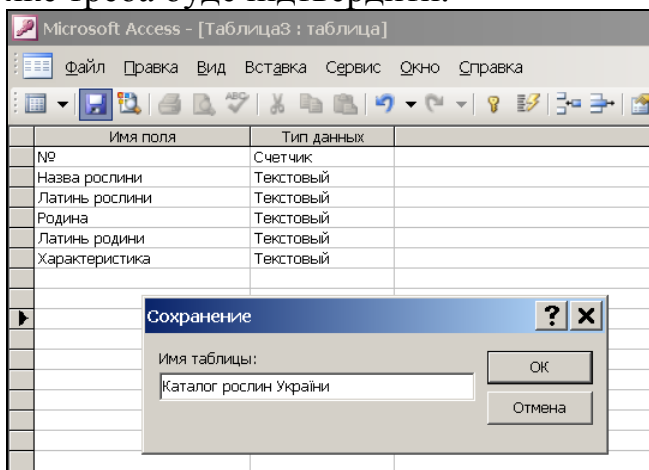 Microsoft Access - [Таблица3 : таблица]
Файл Правка Вид Вставка Сервис Окно Справка
Имя поля Тип данных
№ Счетчик
Назва рослини Текстовый
Латинь рослини Текстовый
Родина Текстовый
Латинь родини Текстовый
Характеристика Текстовый
Сохранение
Имя таблицы:
Каталог рослин України
ОК
Отмена